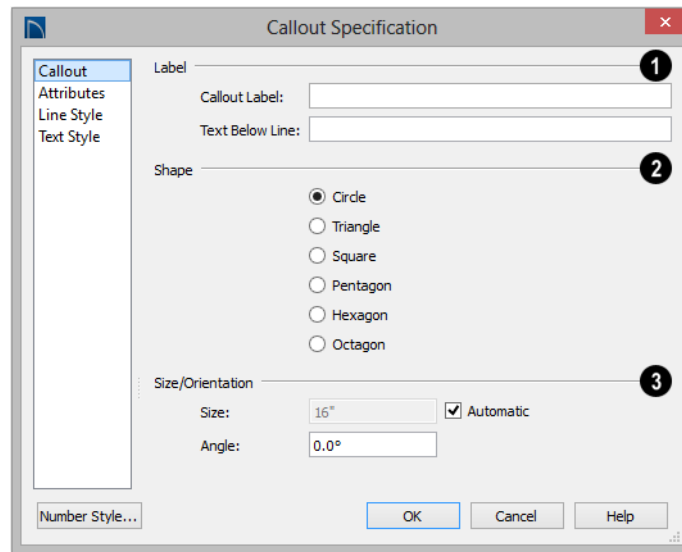 Callout Specification
Callout
Attributes
Line Style
Text Style
Label 1
Callout Label:
Text Below Line:
Shape 2
Circle
Triangle
Square
Pentagon
Hexagon
Octagon
Size/Orientation 3
Size: 16" Automatic
Angle: 0.0°
Number Style... OK Cancel Help